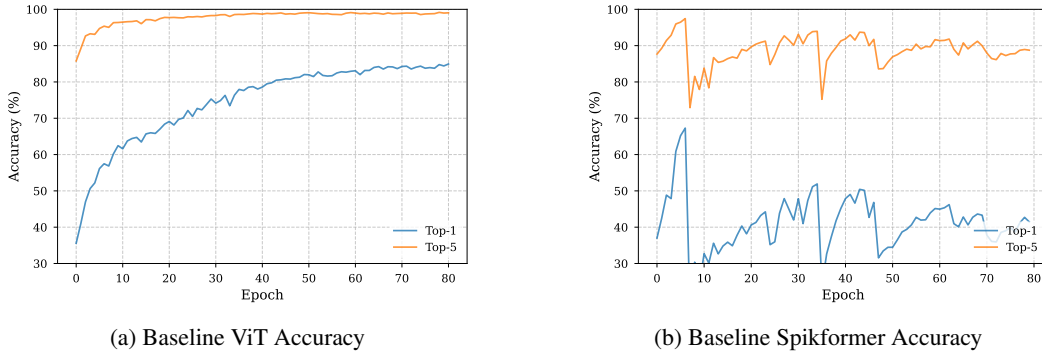 100
90
80
70
60
50
40
30
Accuracy (%)
0 10 20 30 40 50 60 70 80
Epoch
Top-1
Top-5
(a) Baseline ViT Accuracy
100
90
80
70
60
50
40
30
Accuracy (%)
0 10 20 30 40 50 60 70 80
Epoch
Top-1
Top-5
(b) Baseline Spikformer Accuracy